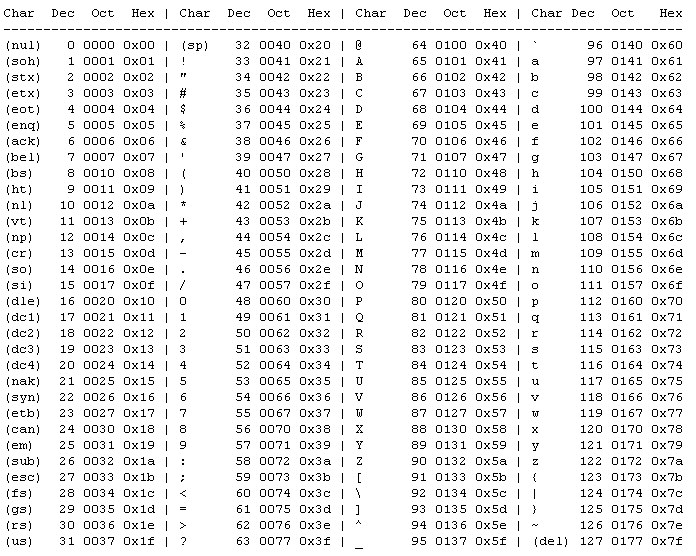 Char  Dec  Oct  Hex | Char  Dec  Oct  Hex | Char  Dec  Oct  Hex | Char  Dec  Oct   Hex
---------------------------------------------------------------------------------------
(nul)   0 0000 0x00 | (sp)   32 0040 0x20 | @      64 0100 0x40 | `      96 0140 0x60
(soh)   1 0001 0x01 | !      33 0041 0x21 | A      65 0101 0x41 | a      97 0141 0x61
(stx)   2 0002 0x02 | "      34 0042 0x22 | B      66 0102 0x42 | b      98 0142 0x62
(etx)   3 0003 0x03 | #      35 0043 0x23 | C      67 0103 0x43 | c      99 0143 0x63
(eot)   4 0004 0x04 | $      36 0044 0x24 | D      68 0104 0x44 | d     100 0144 0x64
(enq)   5 0005 0x05 | %      37 0045 0x25 | E      69 0105 0x45 | e     101 0145 0x65
(ack)   6 0006 0x06 | &      38 0046 0x26 | F      70 0106 0x46 | f     102 0146 0x66
(bel)   7 0007 0x07 | '      39 0047 0x27 | G      71 0107 0x47 | g     103 0147 0x67
(bs)    8 0010 0x08 | (      40 0050 0x28 | H      72 0110 0x48 | h     104 0150 0x68
(ht)    9 0011 0x09 | )      41 0051 0x29 | I      73 0111 0x49 | i     105 0151 0x69
(nl)   10 0012 0x0a | *      42 0052 0x2a | J      74 0112 0x4a | j     106 0152 0x6a
(vt)   11 0013 0x0b | +      43 0053 0x2b | K      75 0113 0x4b | k     107 0153 0x6b
(np)   12 0014 0x0c | ,      44 0054 0x2c | L      76 0114 0x4c | l     108 0154 0x6c
(cr)   13 0015 0x0d | -      45 0055 0x2d | M      77 0115 0x4d | m     109 0155 0x6d
(so)   14 0016 0x0e | .      46 0056 0x2e | N      78 0116 0x4e | n     110 0156 0x6e
(si)   15 0017 0x0f | /      47 0057 0x2f | O      79 0117 0x4f | o     111 0157 0x6f
(dle)  16 0020 0x10 | 0      48 0060 0x30 | P      80 0120 0x50 | p     112 0160 0x70
(dc1)  17 0021 0x11 | 1      49 0061 0x31 | Q      81 0121 0x51 | q     113 0161 0x71
(dc2)  18 0022 0x12 | 2      50 0062 0x32 | R      82 0122 0x52 | r     114 0162 0x72
(dc3)  19 0023 0x13 | 3      51 0063 0x33 | S      83 0123 0x53 | s     115 0163 0x73
(dc4)  20 0024 0x14 | 4      52 0064 0x34 | T      84 0124 0x54 | t     116 0164 0x74
(nak)  21 0025 0x15 | 5      53 0065 0x35 | U      85 0125 0x55 | u     117 0165 0x75
(syn)  22 0026 0x16 | 6      54 0066 0x36 | V      86 0126 0x56 | v     118 0166 0x76
(etb)  23 0027 0x17 | 7      55 0067 0x37 | W      87 0127 0x57 | w     119 0167 0x77
(can)  24 0030 0x18 | 8      56 0070 0x38 | X      88 0130 0x58 | x     120 0170 0x78
(em)   25 0031 0x19 | 9      57 0071 0x39 | Y      89 0131 0x59 | y     121 0171 0x79
(sub)  26 0032 0x1a | :      58 0072 0x3a | Z      90 0132 0x5a | z     122 0172 0x7a
(esc)  27 0033 0x1b | ;      59 0073 0x3b | [      91 0133 0x5b | {     123 0173 0x7b
(fs)   28 0034 0x1c | <      60 0074 0x3c | \      92 0134 0x5c | |     124 0174 0x7c
(gs)   29 0035 0x1d | =      61 0075 0x3d | ]      93 0135 0x5d | }     125 0175 0x7d
(rs)   30 0036 0x1e | >      62 0076 0x3e | ^      94 0136 0x5e | ~     126 0176 0x7e
(us)   31 0037 0x1f | ?      63 0077 0x3f | _      95 0137 0x5f | (del) 127 0177 0x7f